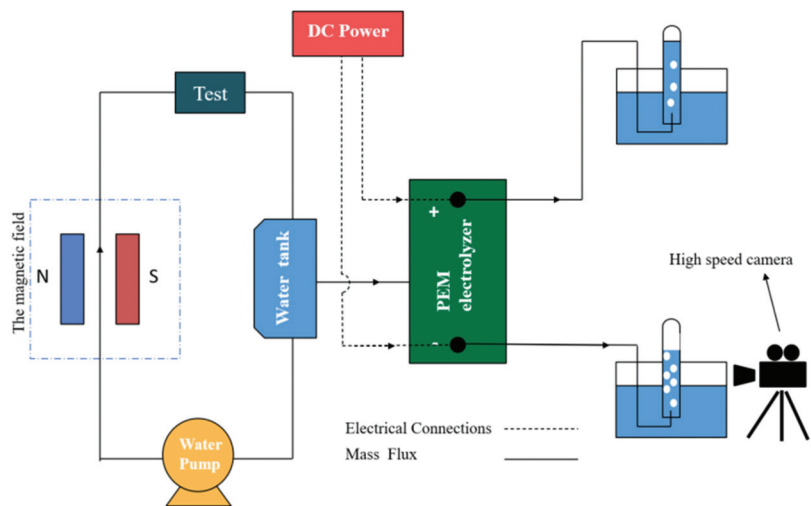 DC Power
Test
The magnetic field
N
S
Water tank
+
PEM
electrolyzer
-
High speed camera
Water
Pump
Electrical Connections
Mass Flux